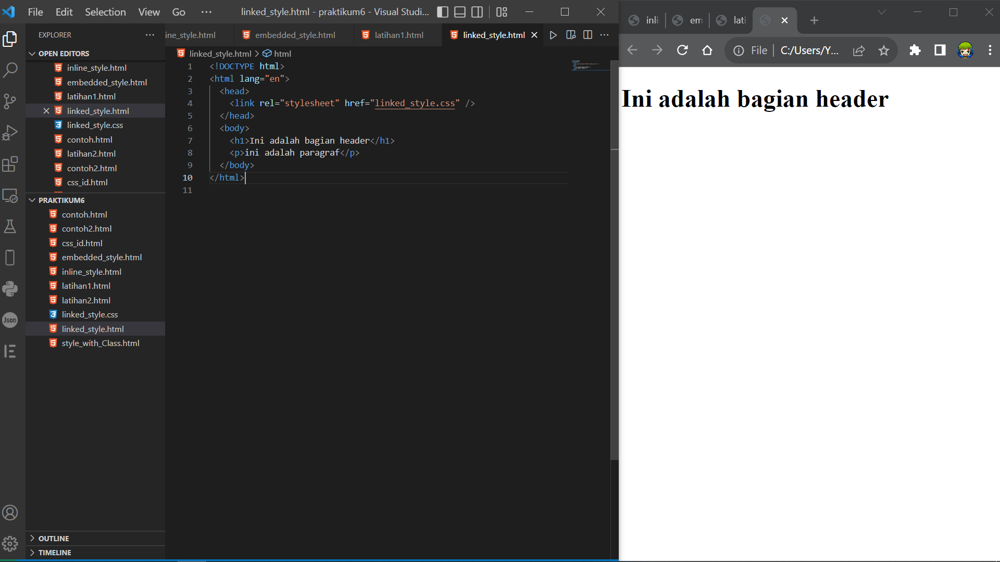 File Edit Selection View Go ··· linked_style.html - praktikum6 - Visual Studi...
EXPLORER
OPEN EDITORS
inline_style.html
embedded_style.html
latihan1.html
linked_style.html
linked_style.css
contoh.html
latihan2.html
contoh2.html
css_id.html
PRAKTIKUM6
contoh.html
contoh2.html
css_id.html
embedded_style.html
inline_style.html
latihan1.html
latihan2.html
linked_style.css
linked_style.html
style_with_Class.html
OUTLINE
TIMELINE
Json
ine_style.html embedded_style.html latihan1.html linked_style.html
linked_style.html > html
1 <!DOCTYPE html>
2 <html lang="en">
3 <head>
4 <link rel="stylesheet" href="linked_style.css" />
5 </head>
6 <body>
7 <h1>Ini adalah bagian header</h1>
8 <p>ini adalah paragraf</p>
9 </body>
10 </html>
11
inli em lati
File C:/Users/Y...
Ini adalah bagian header